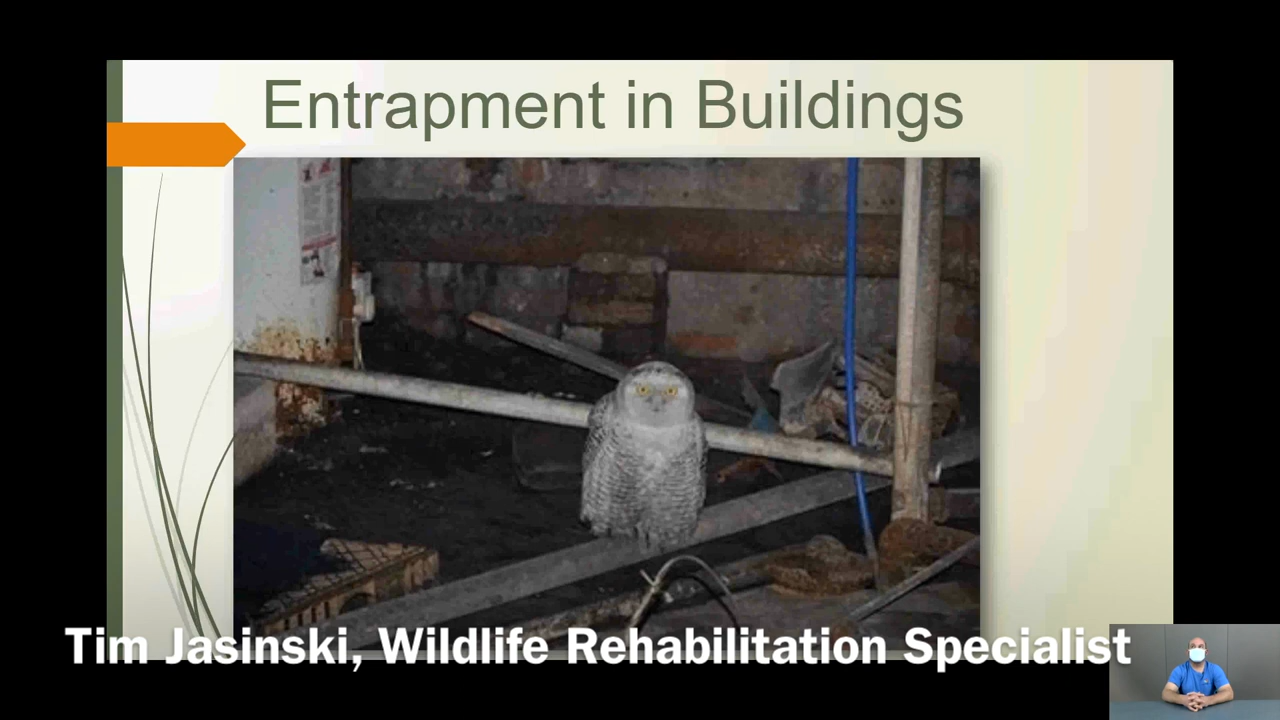 Entrapment in Buildings
Tim Jasinski, Wildlife Rehabilitation Specialist